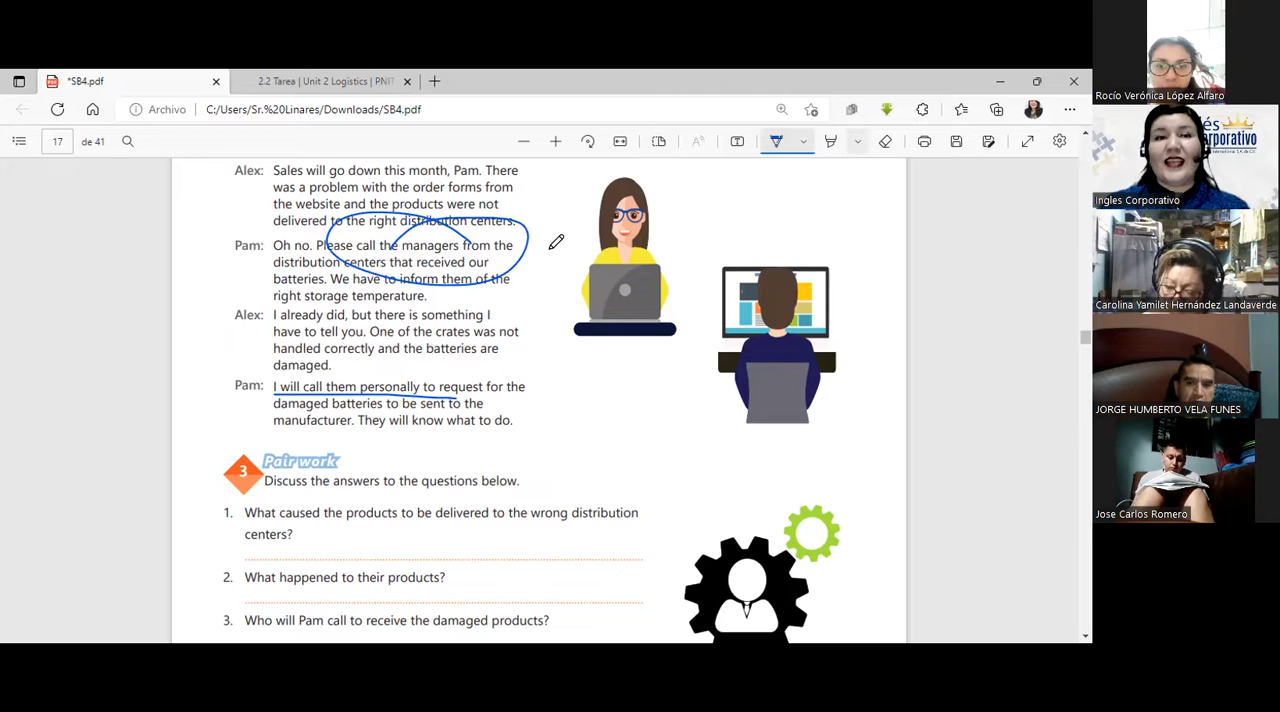 *SB4.pdf
2.2 Tarea | Unit 2 Logistics | PNIT
Archivo
C:/Users/Sr.%20Linares/Downloads/SB4.pdf
17
de 41
Alex: Sales will go down this month, Pam. There
was a problem with the order forms from
the website and the products were not
delivered to the right distribution centers.
Pam: Oh no. Please call the managers from the
distribution centers that received our
batteries. We have to inform them of the
right storage temperature.
Alex: I already did, but there is something I
have to tell you. One of the crates was not
handled correctly and the batteries are
damaged.
Pam: I will call them personally to request for the
damaged batteries to be sent to the
manufacturer. They will know what to do.
3
Pair work
Discuss the answers to the questions below.
1. What caused the products to be delivered to the wrong distribution
centers?
2. What happened to their products?
3. Who will Pam call to receive the damaged products?
Rocío Verónica López Alfaro
és
orporativo
Ingles Corporativo
Carolina Yamilet Hernández Landaverde
JORGE HUMBERTO VELA FUNES
Jose Carlos Romero